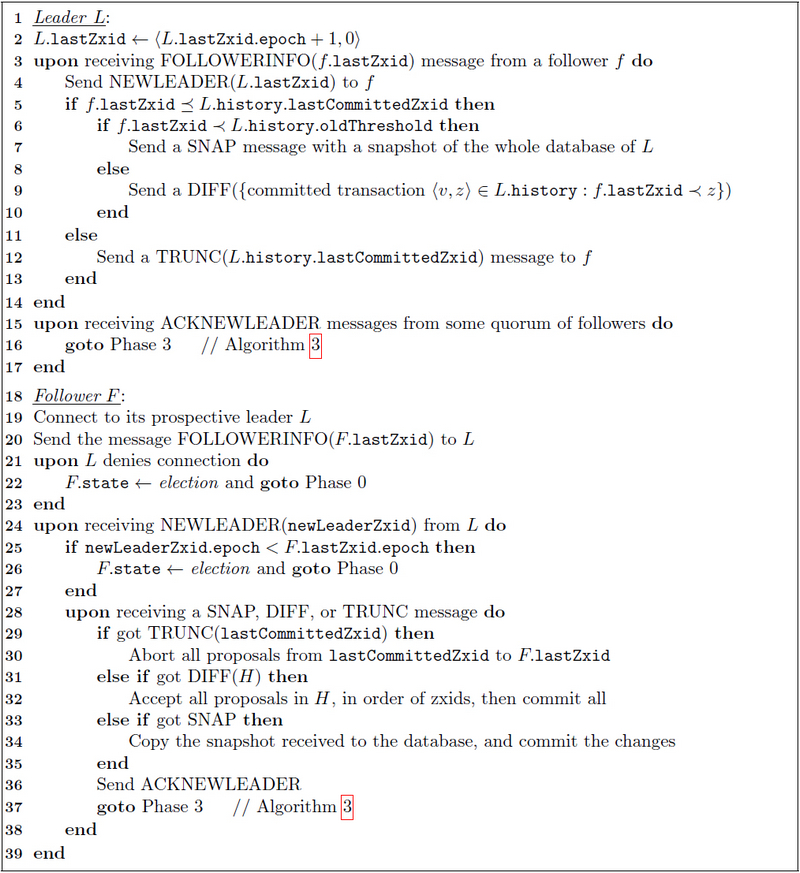 1 Leader L:
2 L.lastZxid ← ⟨L.lastZxid.epoch + 1, 0⟩
3 upon receiving FOLLOWERINFO(f.lastZxid) message from a follower f do
4 Send NEWLEADER(L.lastZxid) to f
5 if f.lastZxid ⪯ L.history.lastCommittedZxid then
6 if f.lastZxid ≺ L.history.oldThreshold then
7 Send a SNAP message with a snapshot of the whole database of L
8 else
9 Send a DIFF({committed transaction ⟨v, z⟩ ∈ L.history : f.lastZxid ≺ z})
10 end
11 else
12 Send a TRUNC(L.history.lastCommittedZxid) message to f
13 end
14 end
15 upon receiving ACKNEWLEADER messages from some quorum of followers do
16 goto Phase 3 // Algorithm 3
17 end
18 Follower F:
19 Connect to its prospective leader L
20 Send the message FOLLOWERINFO(F.lastZxid) to L
21 upon L denies connection do
22 F.state ← election and goto Phase 0
23 end
24 upon receiving NEWLEADER(newLeaderZxid) from L do
25 if newLeaderZxid.epoch < F.lastZxid.epoch then
26 F.state ← election and goto Phase 0
27 end
28 upon receiving a SNAP, DIFF, or TRUNC message do
29 if got TRUNC(lastCommittedZxid) then
30 Abort all proposals from lastCommittedZxid to F.lastZxid
31 else if got DIFF(H) then
32 Accept all proposals in H, in order of zxids, then commit all
33 else if got SNAP then
34 Copy the snapshot received to the database, and commit the changes
35 end
36 Send ACKNEWLEADER
37 goto Phase 3 // Algorithm 3
38 end
39 end